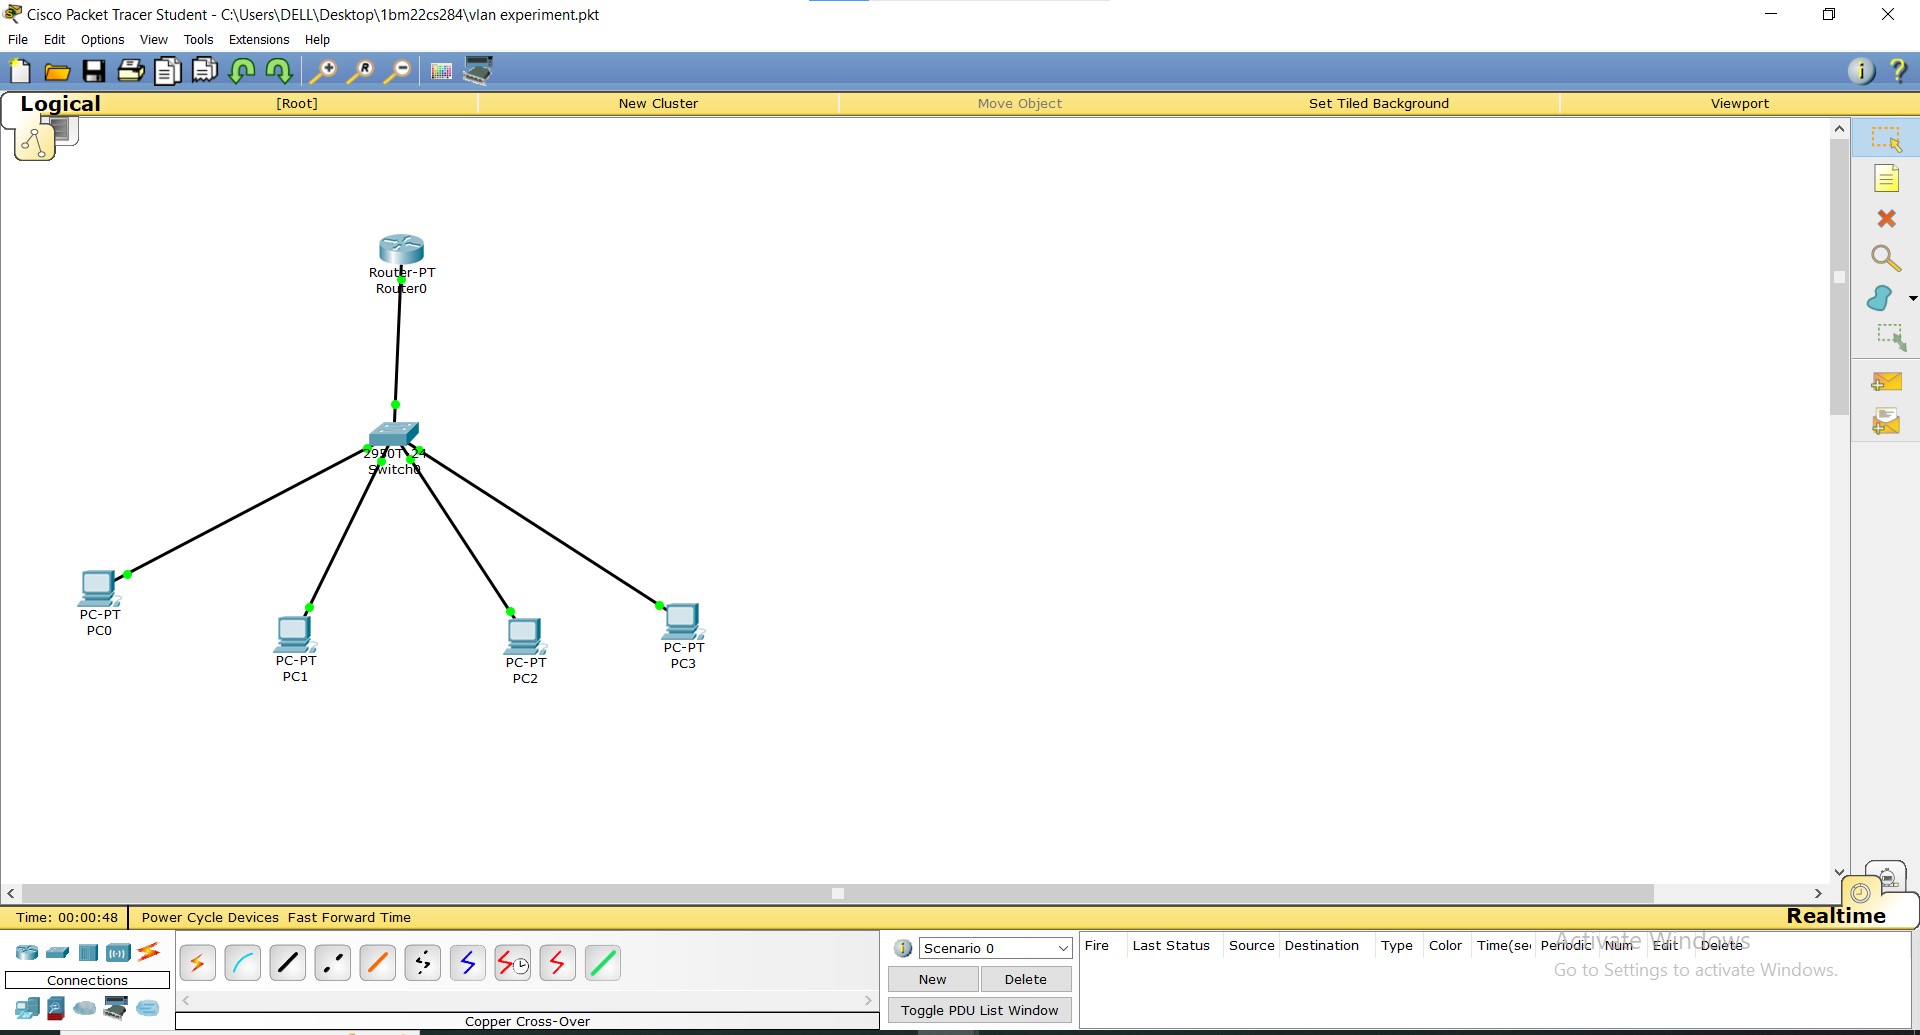 Cisco Packet Tracer Student - C:\Users\DELL\Desktop\1bm22cs284\vlan experiment.pkt
File Edit Options View Tools Extensions Help
Logical [Root] New Cluster Move Object Set Tiled Background Viewport
Router-PT
Router0
2950T-24
Switch0
PC-PT
PC0
PC-PT
PC1
PC-PT
PC2
PC-PT
PC3
Time: 00:00:48 Power Cycle Devices Fast Forward Time
Realtime
Connections
Copper Cross-Over
Scenario 0
New Delete
Toggle PDU List Window
Fire Last Status Source Destination Type Color Time(sec Periodic Num Edit Delete
Activate Windows
Go to Settings to activate Windows.